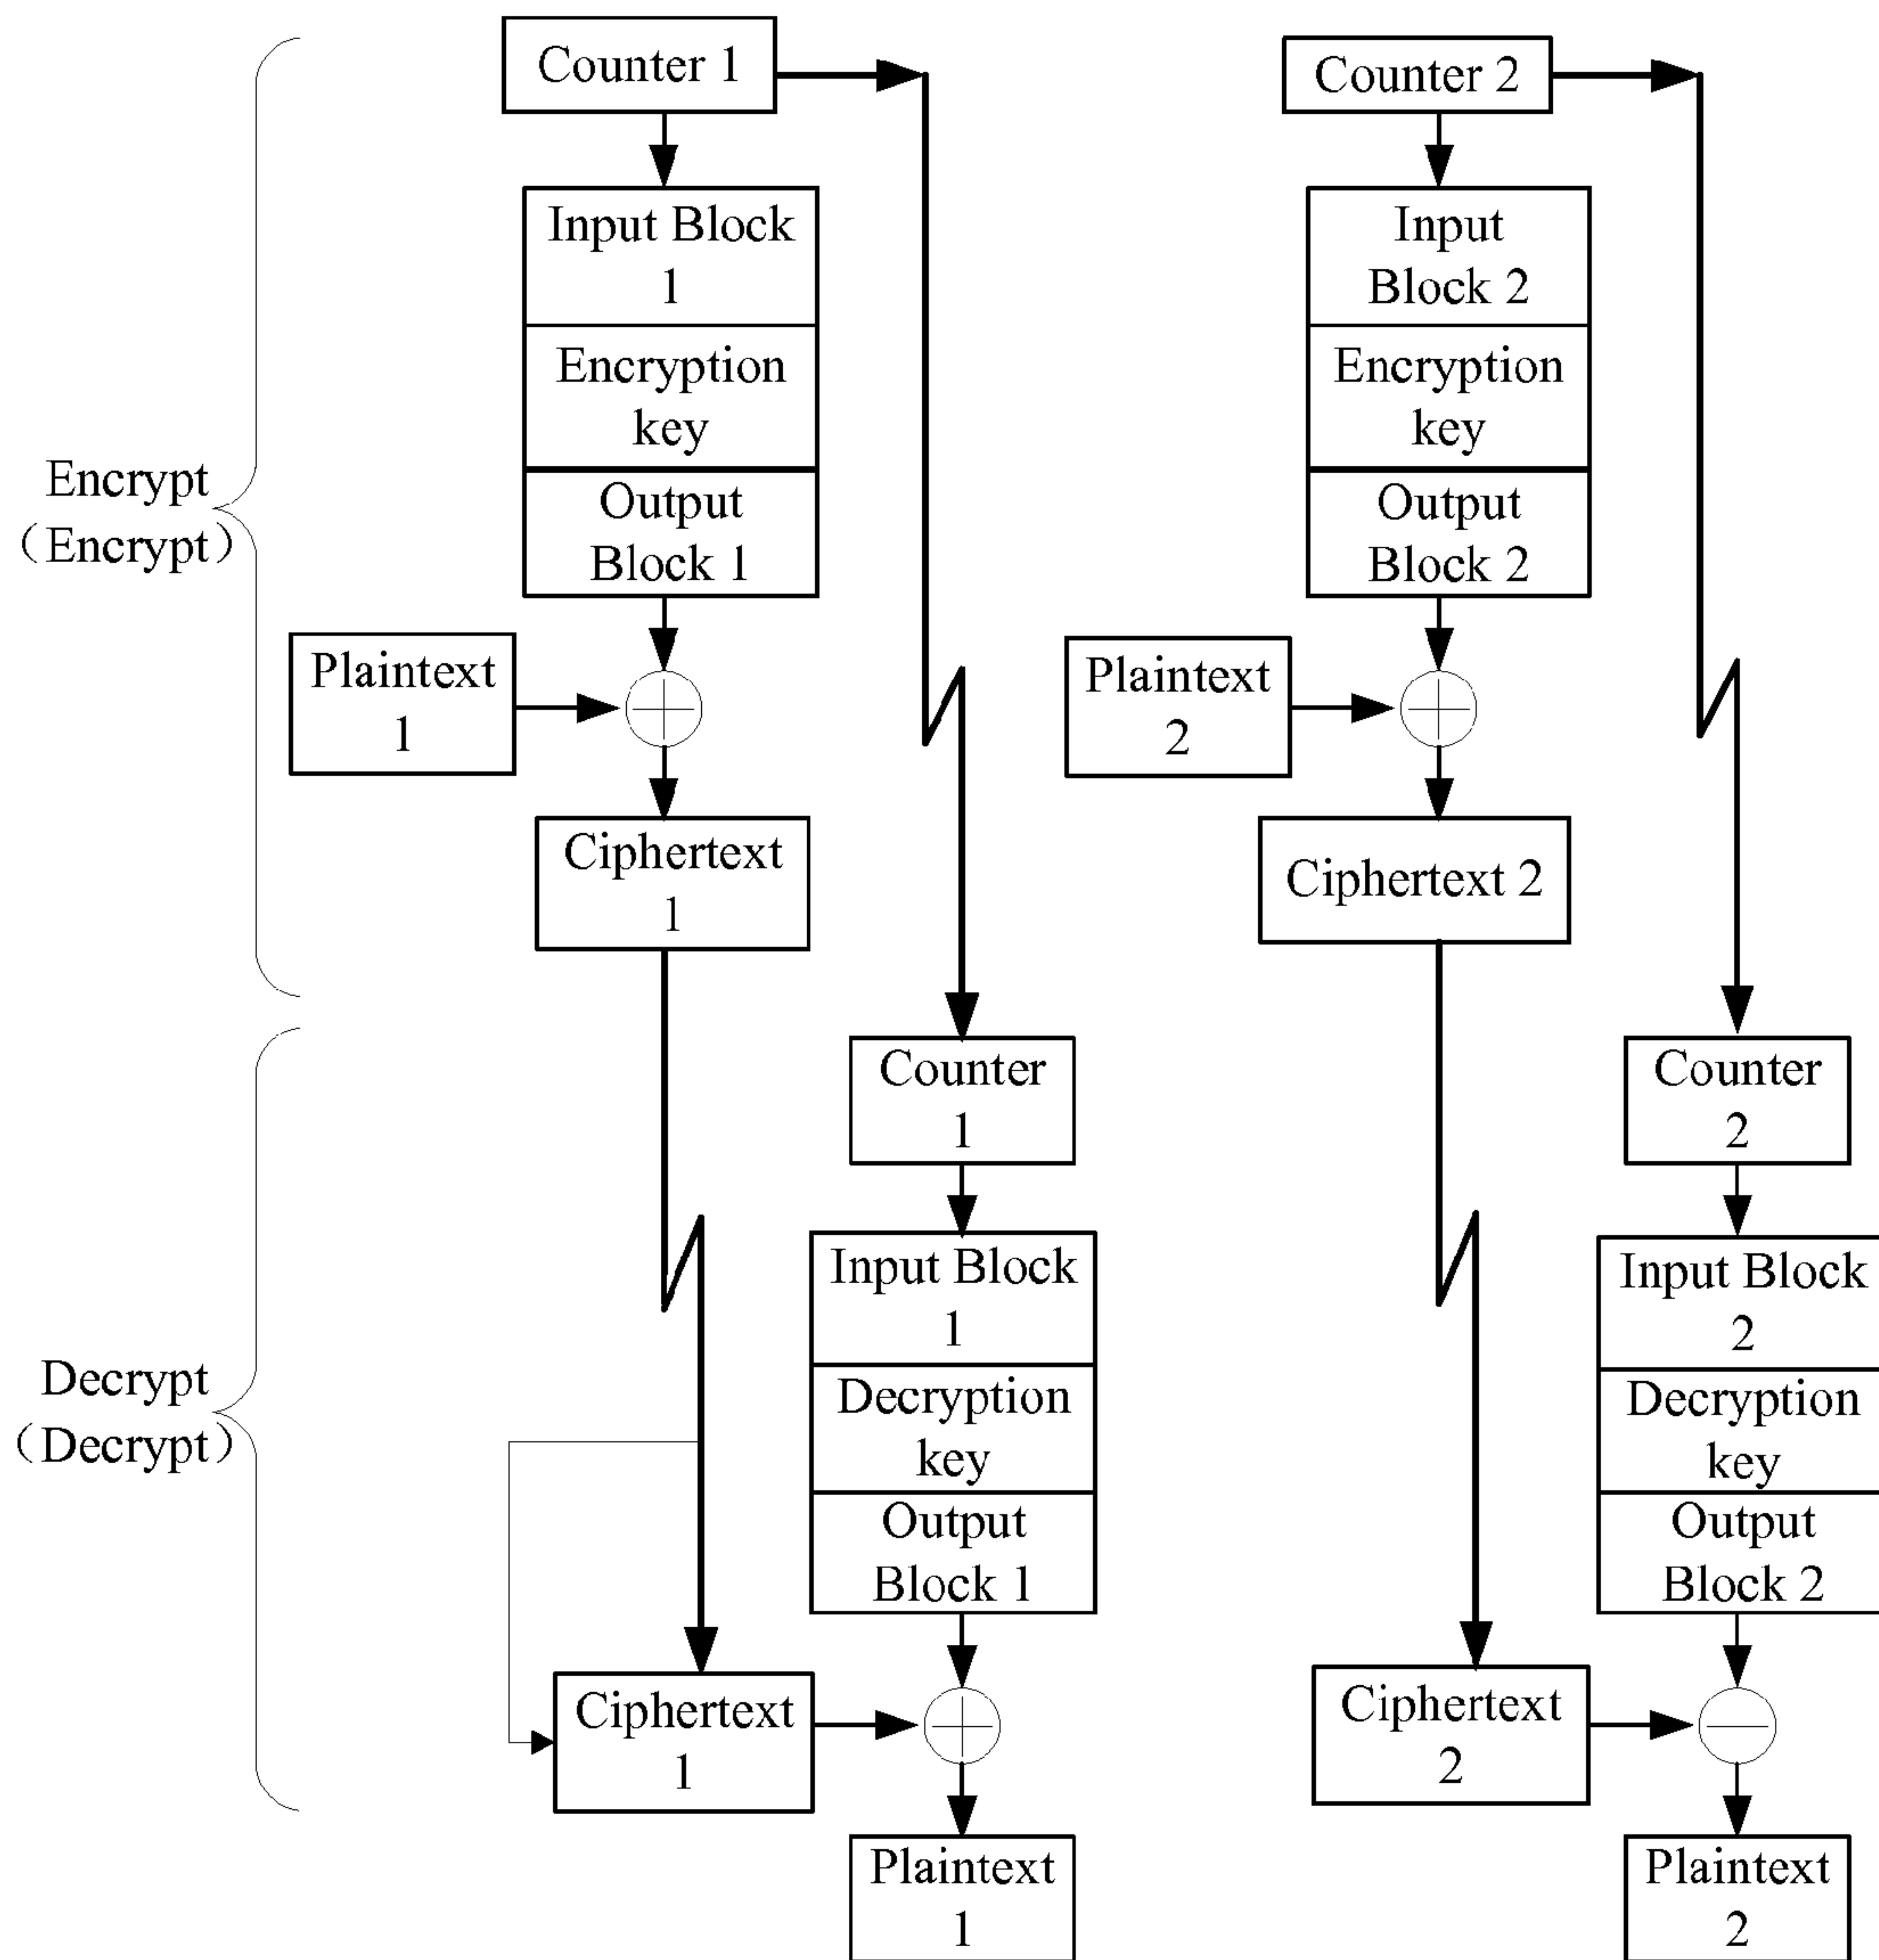 Counter 1
Counter 2
Input Block
1
Input
Block 2
Encryption
key
Encryption
key
Encrypt
（Encrypt）
Output
Block 1
Output
Block 2
Plaintext
1
Plaintext
2
Ciphertext
1
Ciphertext 2
Counter
1
Counter
2
Input Block
1
Input Block
2
Decrypt
（Decrypt）
Decryption
key
Decryption
key
Output
Block 1
Output
Block 2
Ciphertext
1
Ciphertext
2
Plaintext
1
Plaintext
2